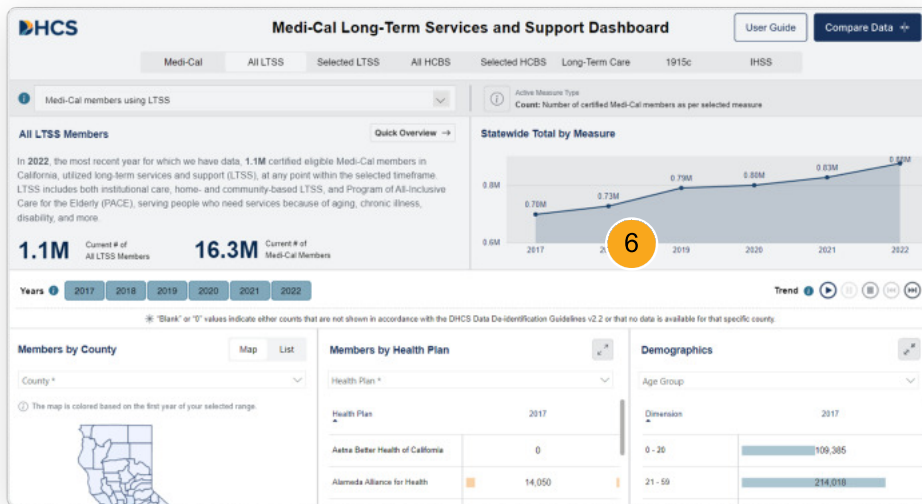 DHCS
Medi-Cal Long-Term Services and Support Dashboard
User Guide
Compare Data
Medi-Cal
All LTSS
Selected LTSS
All HCBS
Selected HCBS
Long-Term Care
1915c
IHSS
Medi-Cal members using LTSS
Active Measure Type
Count: Number of certified Medi-Cal members as per selected measure
All LTSS Members
Quick Overview →
In 2022, the most recent year for which we have data, 1.1M certified eligible Medi-Cal members in
California, utilized long-term services and support (LTSS), at any point within the selected timeframe.
LTSS includes both institutional care, home- and community-based LTSS, and Program of All-Inclusive
Care for the Elderly (PACE), serving people who need services because of aging, chronic illness,
disability, and more.
1.1M
Current # of
All LTSS Members
16.3M
Current # of
Medi-Cal Members
Statewide Total by Measure
0.8M
0.6M
0.70M
0.73M
0.79M
0.80M
0.83M
0.88M
2017
6
2019
2020
2021
2022
Years
2017
2018
2019
2020
2021
2022
Trend
"Blank" or "0" values indicate either counts that are not shown in accordance with the DHCS Data De-identification Guidelines v2.2 or that no data is available for that specific county.
Members by County
Map
List
County *
The map is colored based on the first year of your selected range.
Members by Health Plan
Health Plan *
Health Plan
2017
Aetna Better Health of California
0
Alameda Alliance for Health
14,050
Demographics
Age Group
Dimension
2017
0 - 20
109,385
21 - 59
214,018